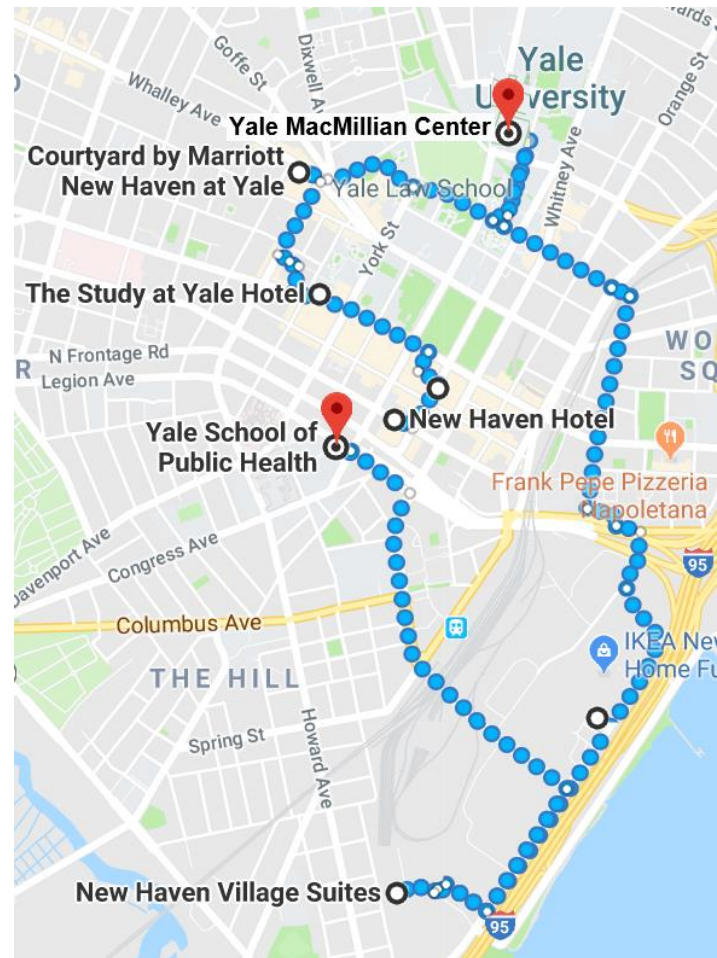 Goffe St
Dixwell A
wards S
Whalley Ave
Yale
University
Orange St
Yale MacMillian Center
Whitney Ave
Courtyard by Marriott
New Haven at Yale
Yale Law School
York St
The Study at Yale Hotel
N Frontage Rd
Legion Ave
R
WO
SQ
New Haven Hotel
Yale School of
Public Health
Frank Pepe Pizzeria
Napoletana
Davenport Ave
Congress Ave
95
Columbus Ave
IKEA New
Home Fu
THE HILL
Spring St
Howard Ave
New Haven Village Suites
95